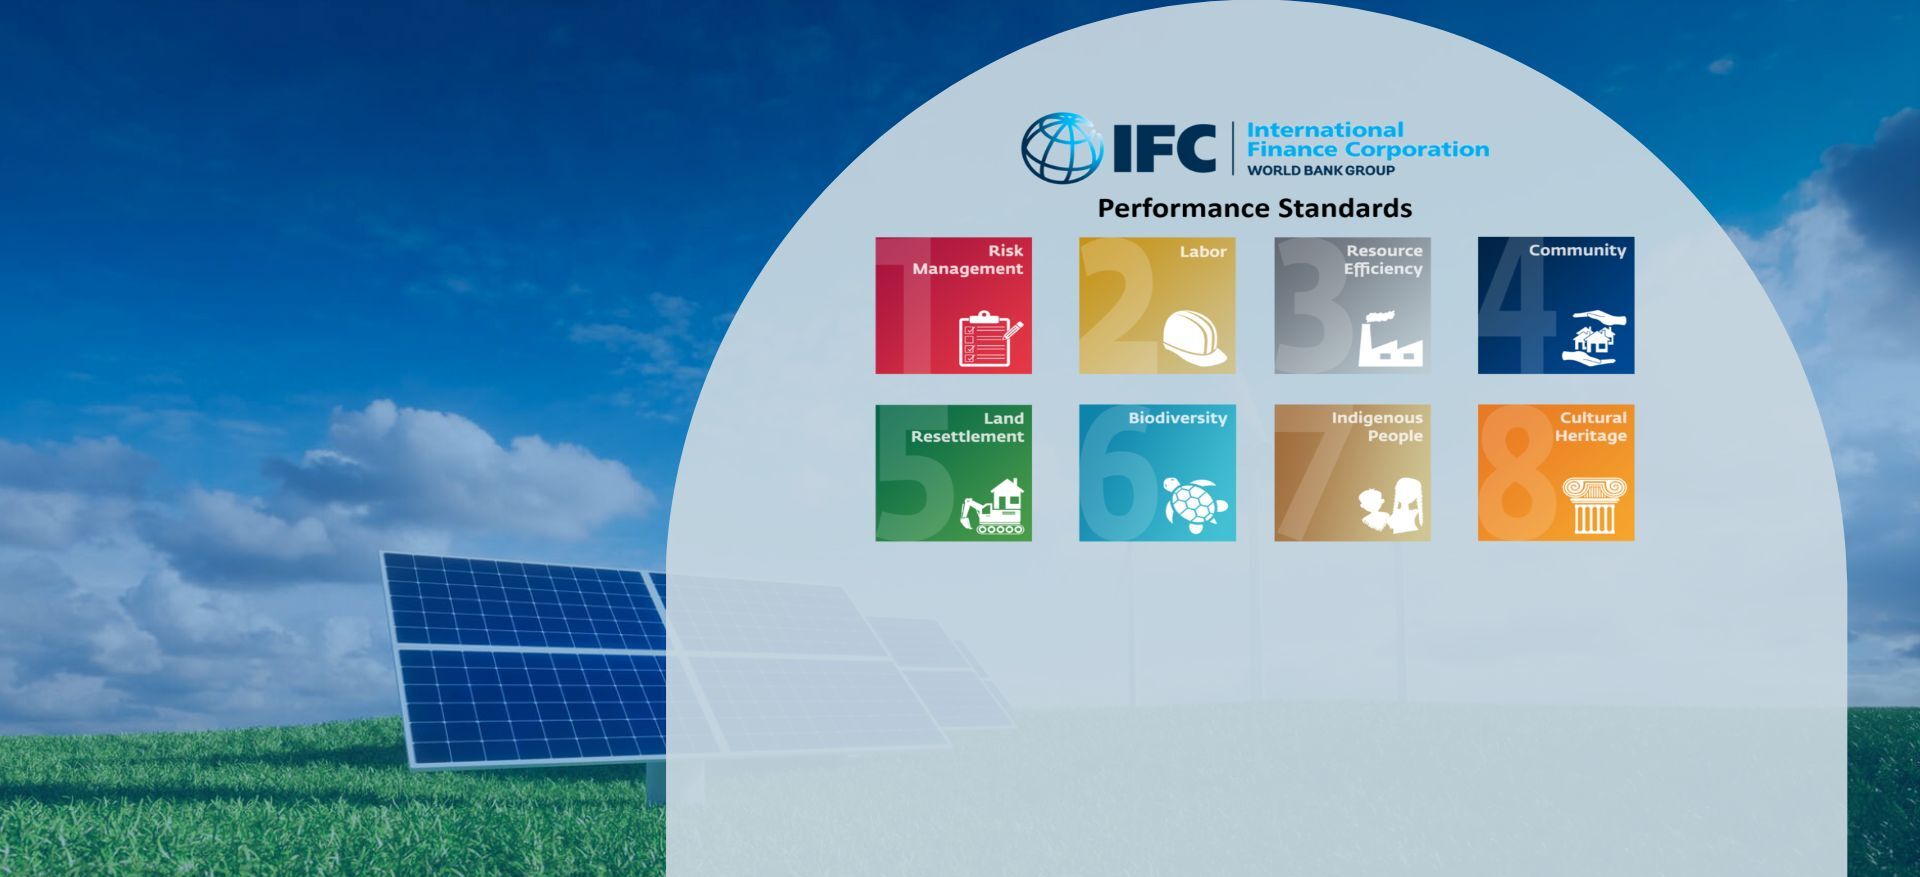 IFC
International
Finance Corporation
WORLD BANK GROUP
Performance Standards
1
Risk
Management
2
Labor
3
Resource
Efficiency
4
Community
5
Land
Resettlement
6
Biodiversity
7
Indigenous
People
8
Cultural
Heritage